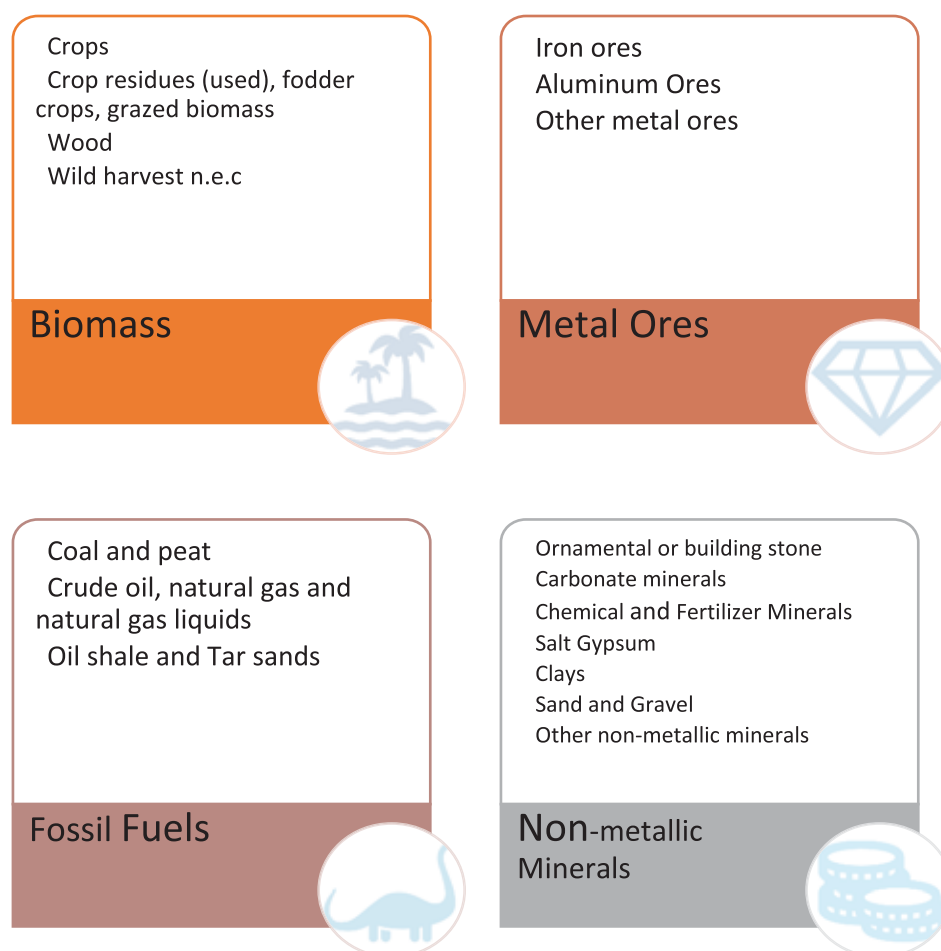 Crops
Crop residues (used), fodder
crops, grazed biomass
Wood
Wild harvest n.e.c
Biomass
Iron ores
Aluminum Ores
Other metal ores
Metal Ores
Coal and peat
Crude oil, natural gas and
natural gas liquids
Oil shale and Tar sands
Fossil Fuels
Ornamental or building stone
Carbonate minerals
Chemical and Fertilizer Minerals
Salt Gypsum
Clays
Sand and Gravel
Other non-metallic minerals
Non-metallic
Minerals